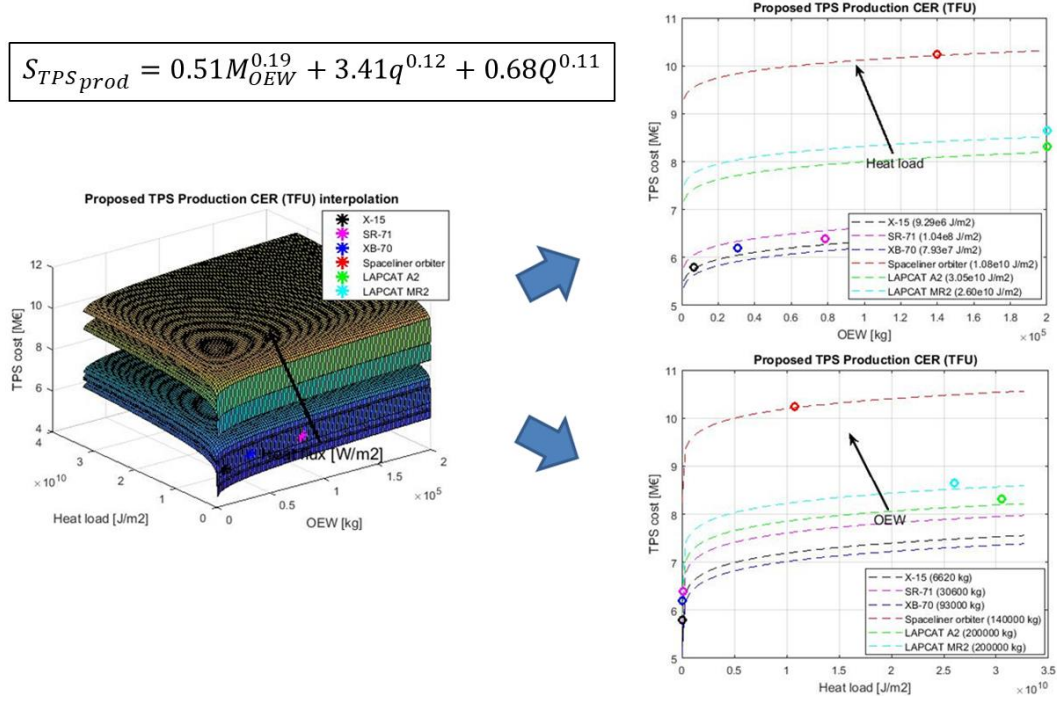 S_TPS_prod = 0.51M_OEW^0.19 + 3.41q^0.12 + 0.68Q^0.11
Proposed TPS Production CER (TFU) interpolation
X-15
SR-71
XB-70
Spaceliner orbiter
LAPCAT A2
LAPCAT MR2
TPS cost [M€]
12
10
8
6
4
4
3
2
1
0
×10^10
Heat load [J/m2]
0
0.5
1
1.5
2
×10^5
OEW [kg]
Heat flux [W/m2]
Proposed TPS Production CER (TFU)
TPS cost [M€]
11
10
9
8
7
6
5
Heat load
X-15 (9.29e6 J/m2)
SR-71 (1.04e8 J/m2)
XB-70 (7.93e7 J/m2)
Spaceliner orbiter (1.08e10 J/m2)
LAPCAT A2 (3.05e10 J/m2)
LAPCAT MR2 (2.60e10 J/m2)
0 0.2 0.4 0.6 0.8 1 1.2 1.4 1.6 1.8 2
OEW [kg]
×10^5
Proposed TPS Production CER (TFU)
TPS cost [M€]
11
10
9
8
7
6
5
OEW
X-15 (6620 kg)
SR-71 (30600 kg)
XB-70 (93000 kg)
Spaceliner orbiter (140000 kg)
LAPCAT A2 (200000 kg)
LAPCAT MR2 (200000 kg)
0 0.5 1 1.5 2 2.5 3 3.5
Heat load [J/m2]
×10^10